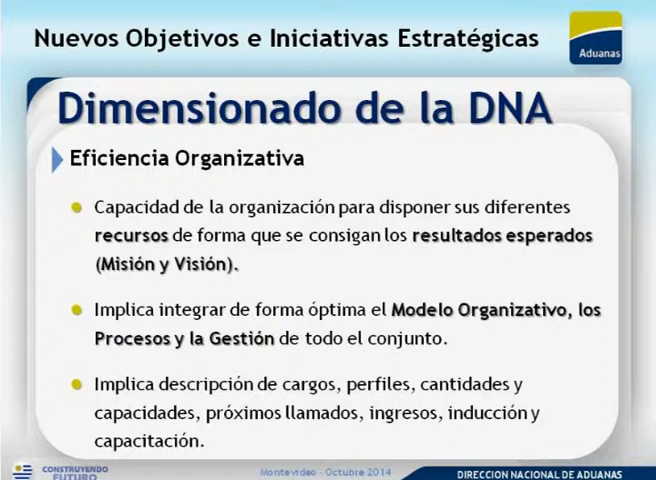 Nuevos Objetivos e Iniciativas Estratégicas
Aduanas
Dimensionado de la DNA
Eficiencia Organizativa
Capacidad de la organización para disponer sus diferentes
recursos de forma que se consigan los resultados esperados
(Misión y Visión).
Implica integrar de forma óptima el Modelo Organizativo, los
Procesos y la Gestión de todo el conjunto.
Implica descripción de cargos, perfiles, cantidades y
capacidades, próximos llamados, ingresos, inducción y
capacitación.
CONSTRUYENDO
FUTURO
Montevideo - Octubre 2014
DIRECCION NACIONAL DE ADUANAS